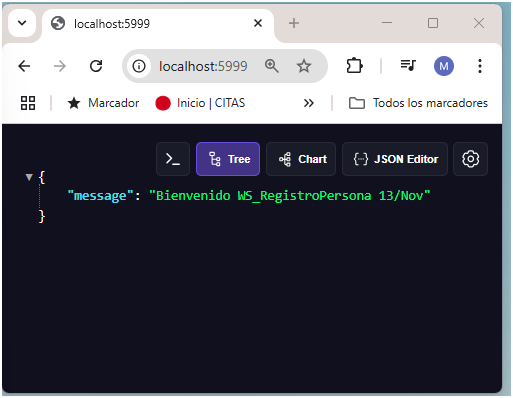 localhost:5999
localhost:5999
M
Marcador
Inicio | CITAS
Todos los marcadores
Tree
Chart
JSON Editor
{
"message": "Bienvenido WS_RegistroPersona 13/Nov"
}